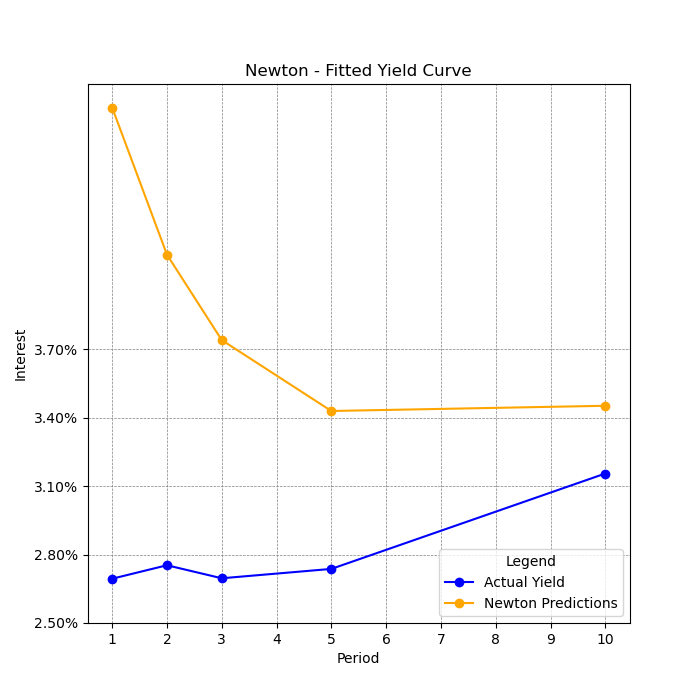 Newton - Fitted Yield Curve
Interest
3.70%
3.40%
3.10%
2.80%
2.50%
1 2 3 4 5 6 7 8 9 10
Period
Legend
Actual Yield
Newton Predictions